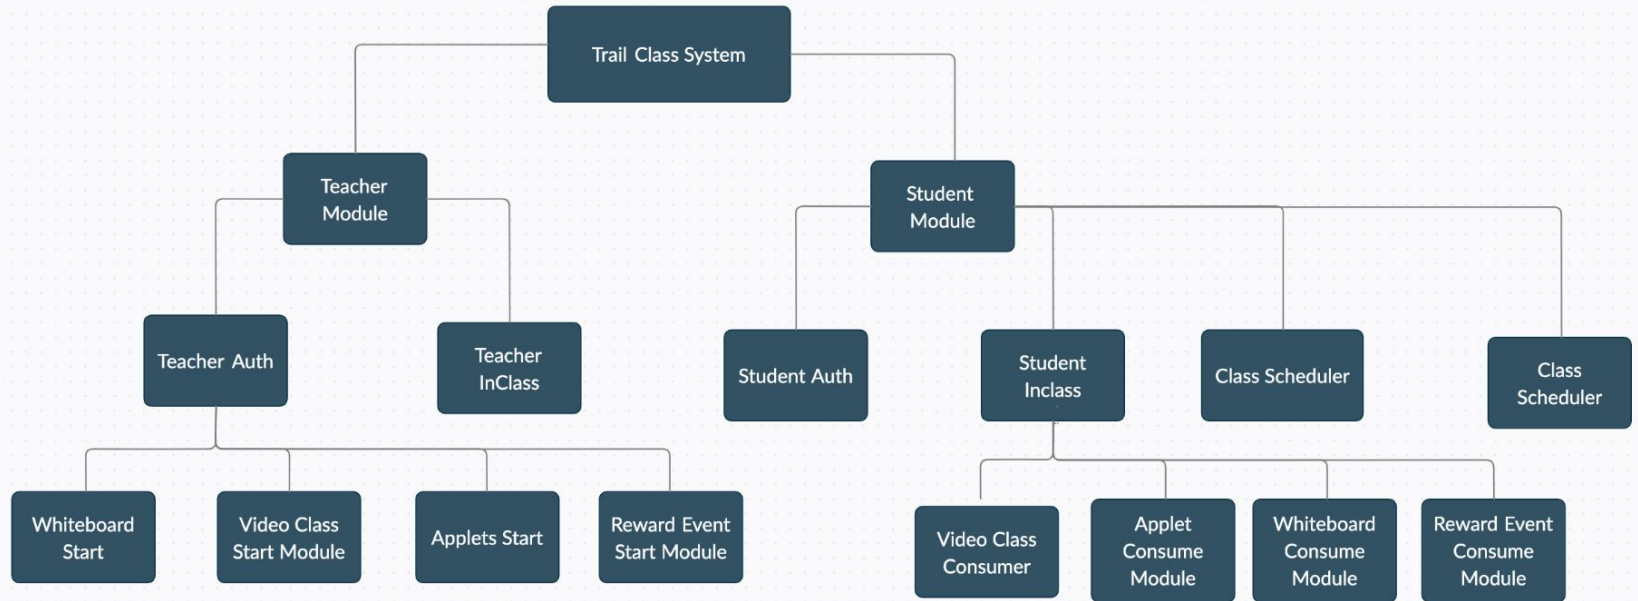 Trail Class System
Teacher
Module
Student
Module
Teacher Auth
Teacher
InClass
Student Auth
Student
Inclass
Class Scheduler
Class
Scheduler
Whiteboard
Start
Video Class
Start Module
Applets Start
Reward Event
Start Module
Video Class
Consumer
Applet
Consume
Module
Whiteboard
Consume
Module
Reward Event
Consume
Module